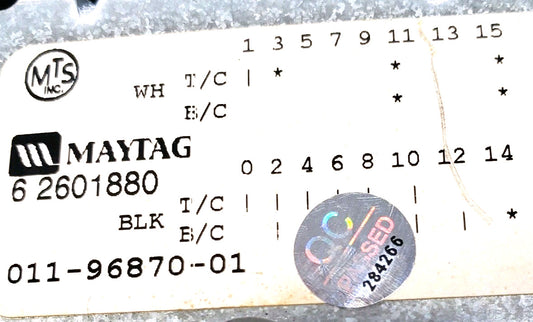 MTS
INC.
1 3 5 7 9 11 13 15
WH T/C | * * *
B/C * *
MAYTAG
6 2601880
0 2 4 6 8 10 12 14
BLK T/C | | | | | | |
B/C | | | *
QC
PASSED
284266
011-96870-01